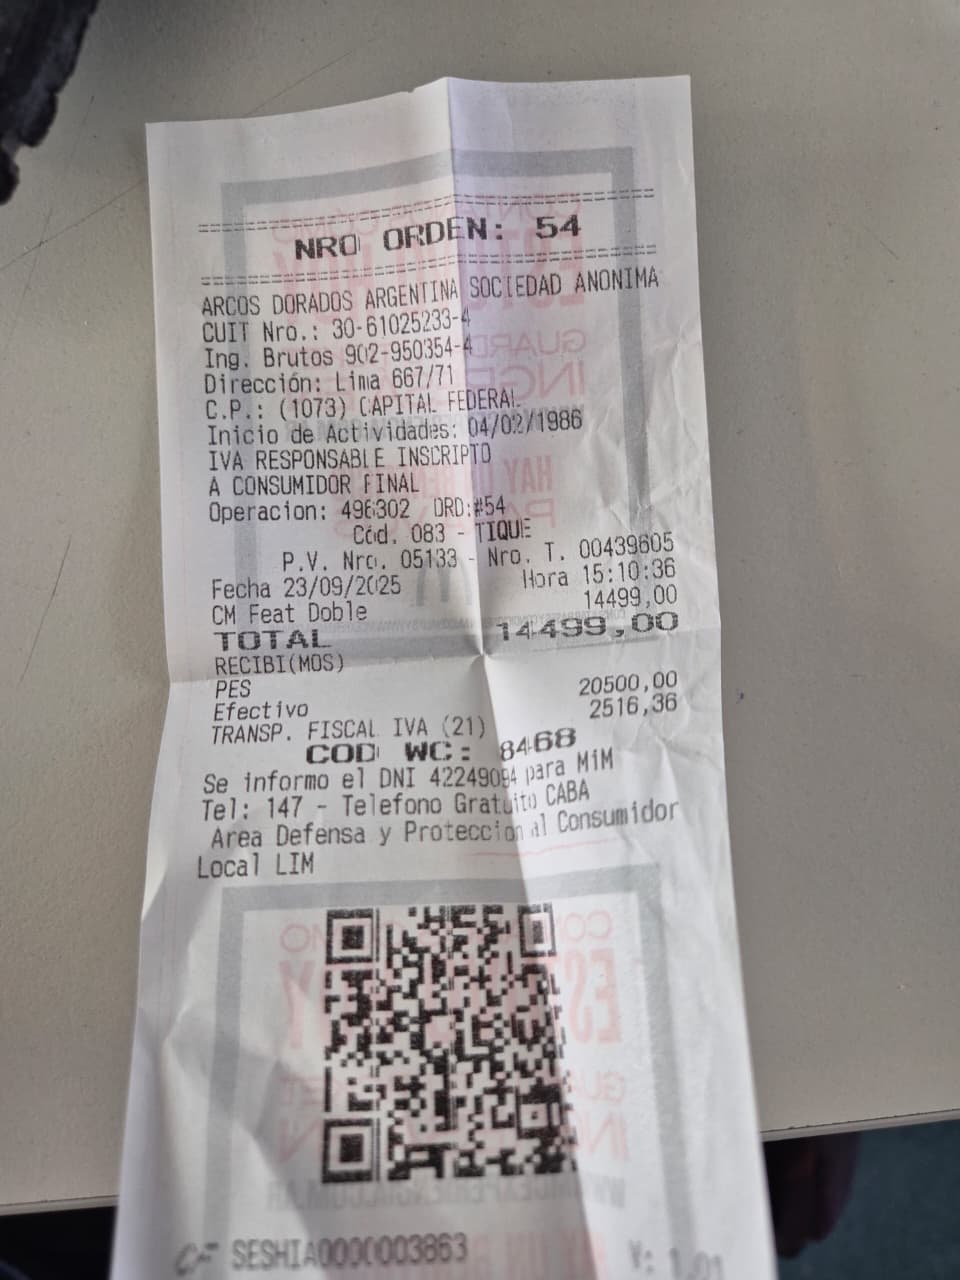 NRO ORDEN: 54
ARCOS DORADOS ARGENTINA SOCIEDAD ANONIMA
CUIT Nro.: 30-61025233-4
Ing. Brutos 902-950354-4
Dirección: Lima 667/71
C.P.: (1073) CAPITAL FEDERAL
Inicio de Actividades: 04/02/1986
IVA RESPONSABLE INSCRIPTO
A CONSUMIDOR FINAL
Operacion: 496302 ORD:#54
Cód. 083 - TIQUE
P.V. Nro. 05133 - Nro. T. 00439605
Fecha 23/09/2025 Hora 15:10:36
CM Feat Doble 14499,00
TOTAL 14499,00
RECIBI(MOS)
PES
Efectivo 20500,00
TRANSP. FISCAL IVA (21) 2516,36
COD WC: 8468
Se informo el DNI 42249094 para MiM
Tel: 147 - Telefono Gratuito CABA
Area Defensa y Proteccion al Consumidor
Local LIM
CF SESHIA0000003863 V: 1.01